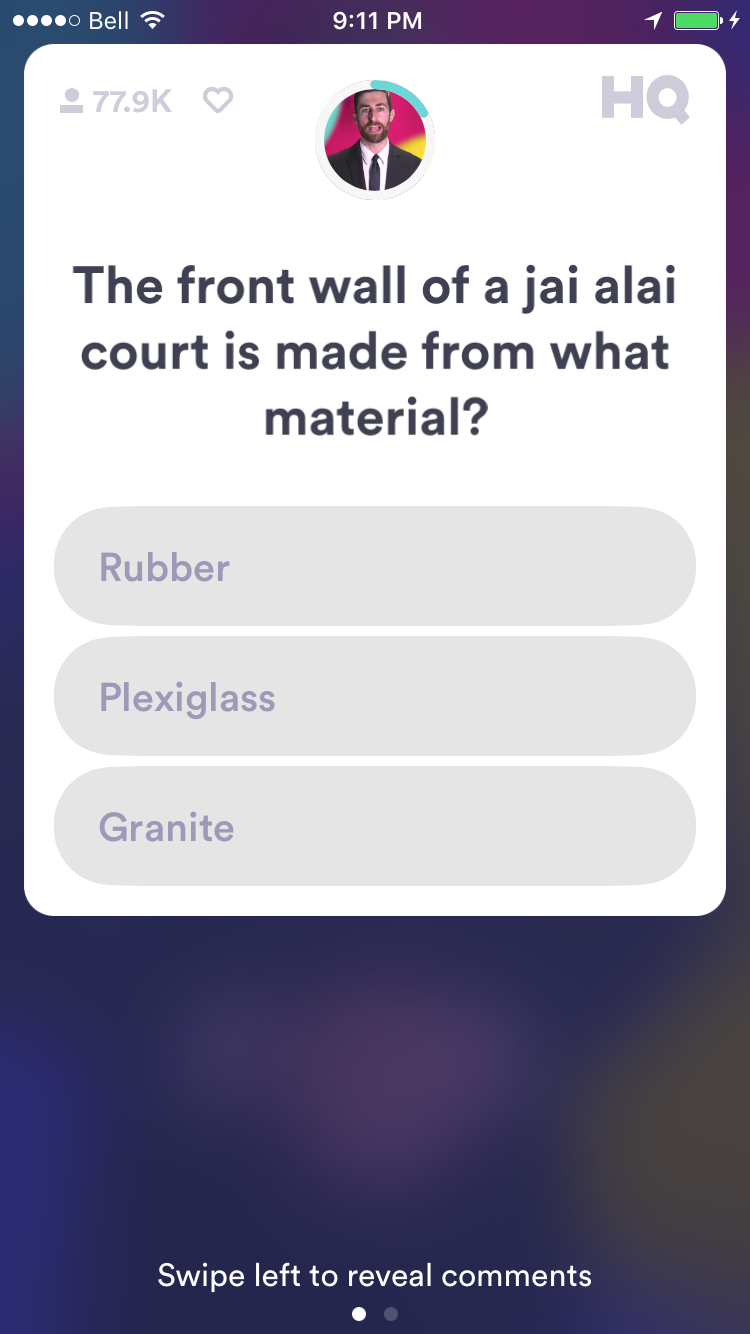 Bell 9:11 PM
77.9K HQ
The front wall of a jai alai
court is made from what
material?
Rubber
Plexiglass
Granite
Swipe left to reveal comments